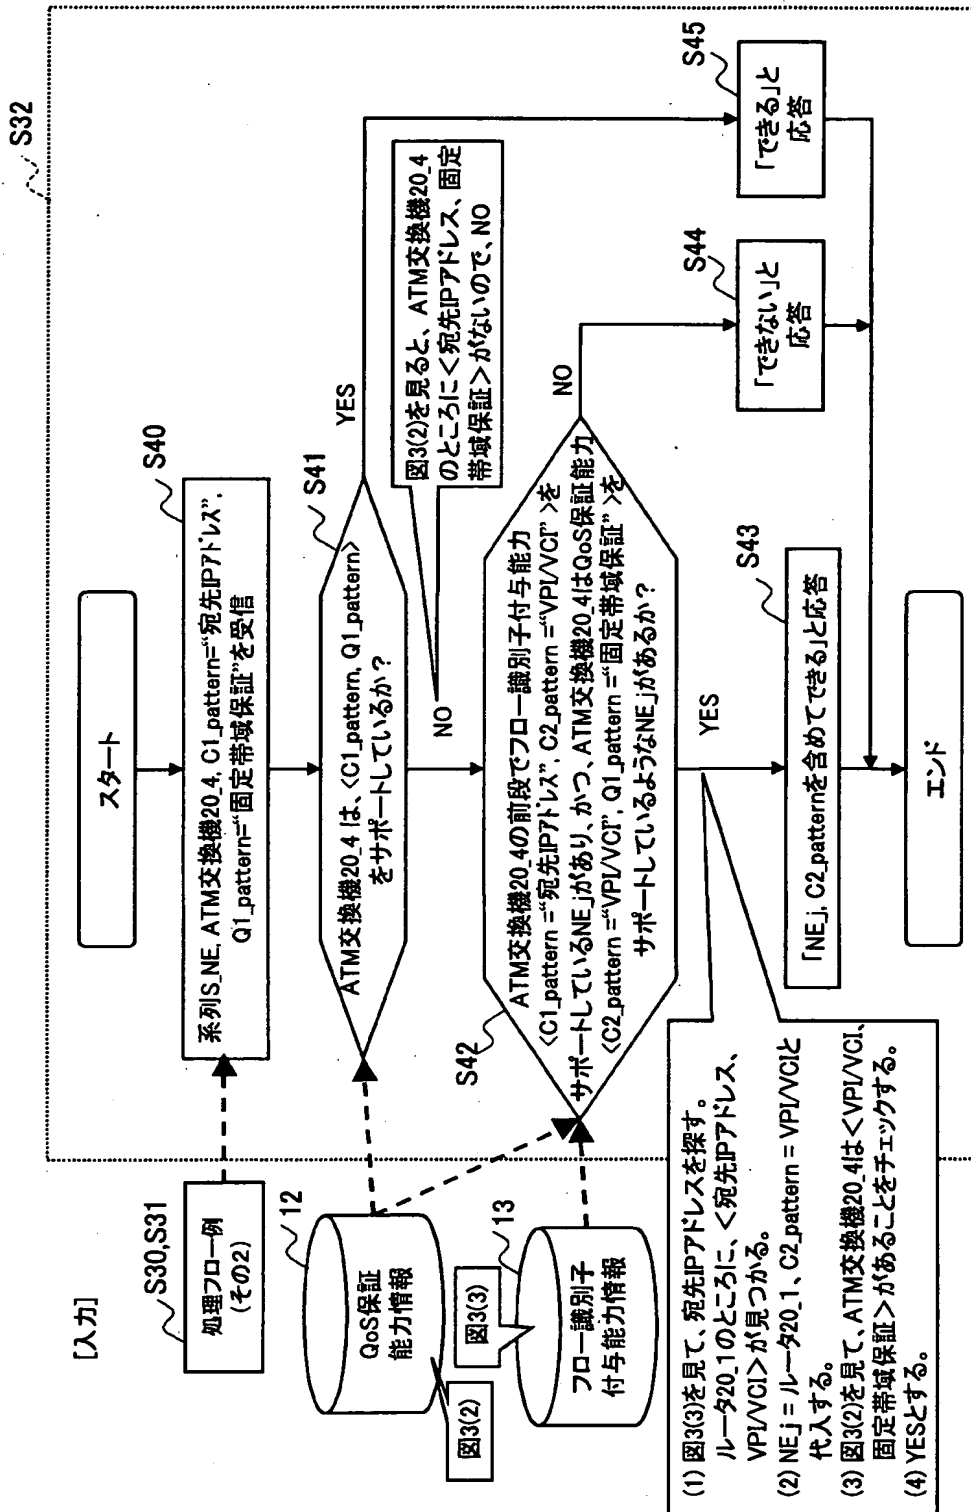 S32
[入力]
S30,S31
処理フロー例
(その2)
スタート
S40
系列S_NE, ATM交換機20_4, C1_pattern=“宛先IPアドレス”,
Q1_pattern=“固定帯域保証”を受信
12
QoS保証
能力情報
図3(2)
S41
ATM交換機20_4 は、<C1_pattern, Q1_pattern>
をサポートしているか？
YES
NO
図3(2)を見ると、ATM交換機20_4
のところに＜宛先IPアドレス、固定
帯域保証＞がないので、NO
図3(3)
13
フロー識別子
付与能力情報
S42
ATM交換機20_4の前段でフロー識別子付与能力
<C1_pattern =“宛先IPアドレス”, C2_pattern =“VPI/VCI” >を
サポートしているNEjがあり、かつ、ATM交換機20_4はQoS保証能力
<C2_pattern =“VPI/VCI”, Q1_pattern =“固定帯域保証” >を
サポートしているようなNEjがあるか？
NO
YES
(1) 図3(3)を見て、宛先IPアドレスを探す。
ルータ20_1のところに、＜宛先IPアドレス、
VPI/VCI＞が見つかる。
(2) NEj = ルータ20_1、C2_pattern = VPI/VCIと
代入する。
(3) 図3(2)を見て、ATM交換機20_4は＜VPI/VCI、
固定帯域保証＞があることをチェックする。
(4) YESとする。
S43
「NEj, C2_patternを含めてできる」と応答
S44
「できない」と
応答
S45
「できる」と
応答
エンド